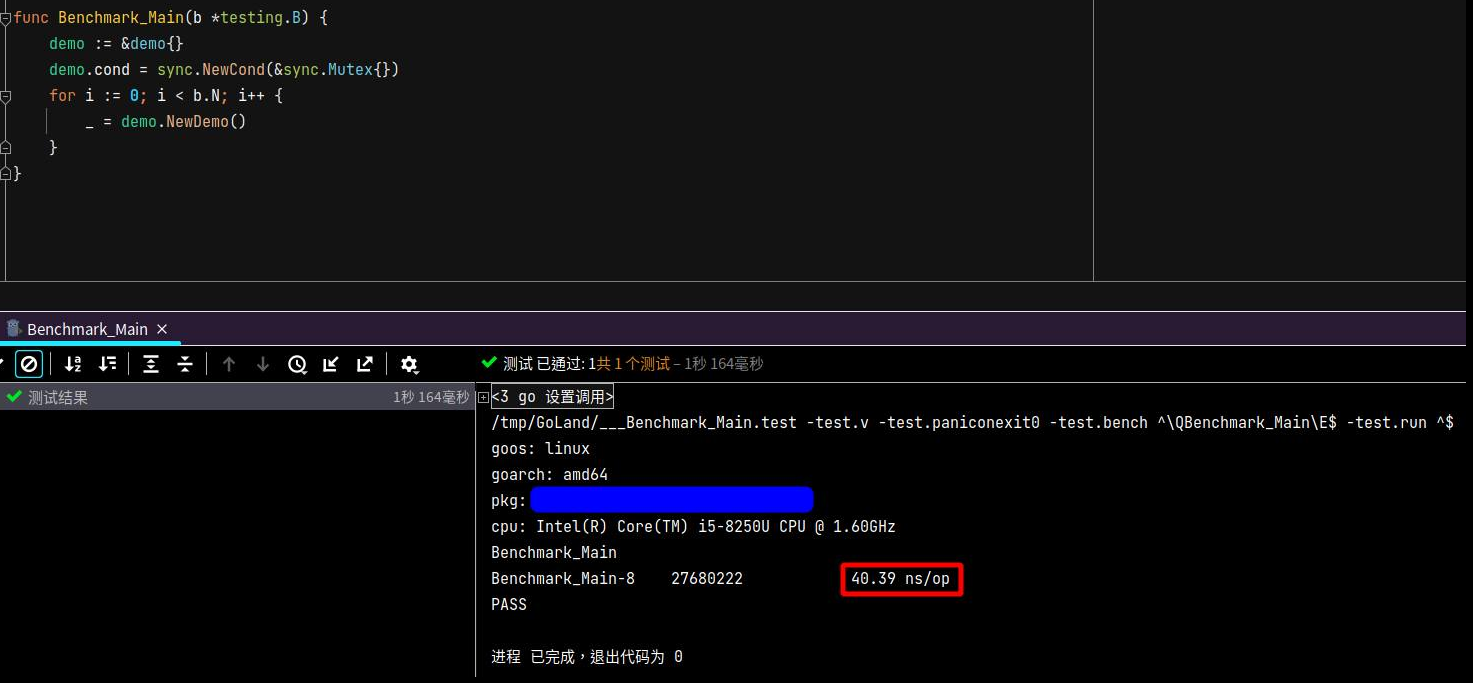 func Benchmark_Main(b *testing.B) {
    demo := &demo{}
    demo.cond = sync.NewCond(&sync.Mutex{})
    for i := 0; i < b.N; i++ {
        _ = demo.NewDemo()
    }
}
Benchmark_Main ×
测试 已通过: 1共 1 个测试 – 1秒 164毫秒
测试结果 1秒 164毫秒
<3 go 设置调用>
/tmp/GoLand/___Benchmark_Main.test -test.v -test.paniconexit0 -test.bench ^\QBenchmark_Main\E$ -test.run ^$
goos: linux
goarch: amd64
pkg:
cpu: Intel(R) Core(TM) i5-8250U CPU @ 1.60GHz
Benchmark_Main
Benchmark_Main-8    27680222    40.39 ns/op
PASS
进程 已完成，退出代码为 0